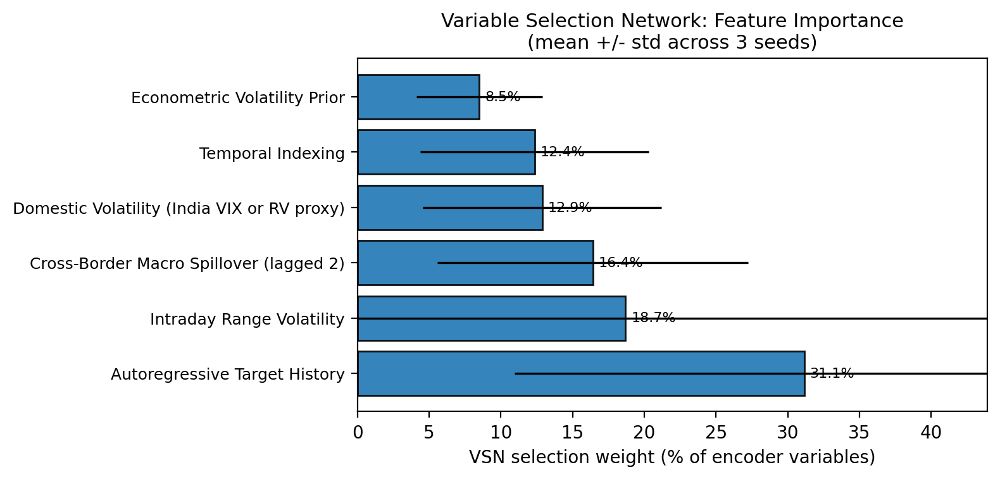 Variable Selection Network: Feature Importance
(mean +/- std across 3 seeds)
Econometric Volatility Prior
8.5%
Temporal Indexing
12.4%
Domestic Volatility (India VIX or RV proxy)
12.9%
Cross-Border Macro Spillover (lagged 2)
16.4%
Intraday Range Volatility
18.7%
Autoregressive Target History
31.1%
0 5 10 15 20 25 30 35 40
VSN selection weight (% of encoder variables)